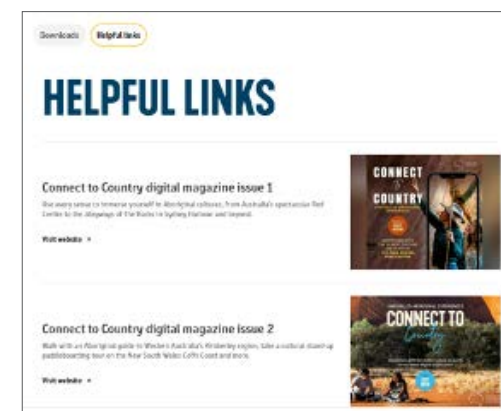 Downloads
Helpful links
HELPFUL LINKS
Connect to Country digital magazine issue 1
Use every sense to immerse yourself in Aboriginal cultures, from Australia's spectacular Red
Centre to the alleyways of The Rocks in Sydney Harbour and beyond.
Visit website
CONNECT
TO
COUNTRY
Connect to Country digital magazine issue 2
Walk with an Aboriginal guide in Western Australia's Kimberley region, take a cultural stand-up
paddleboarding tour on the New South Wales Coffs Coast and more.
Visit website
CONNECT TO
Country